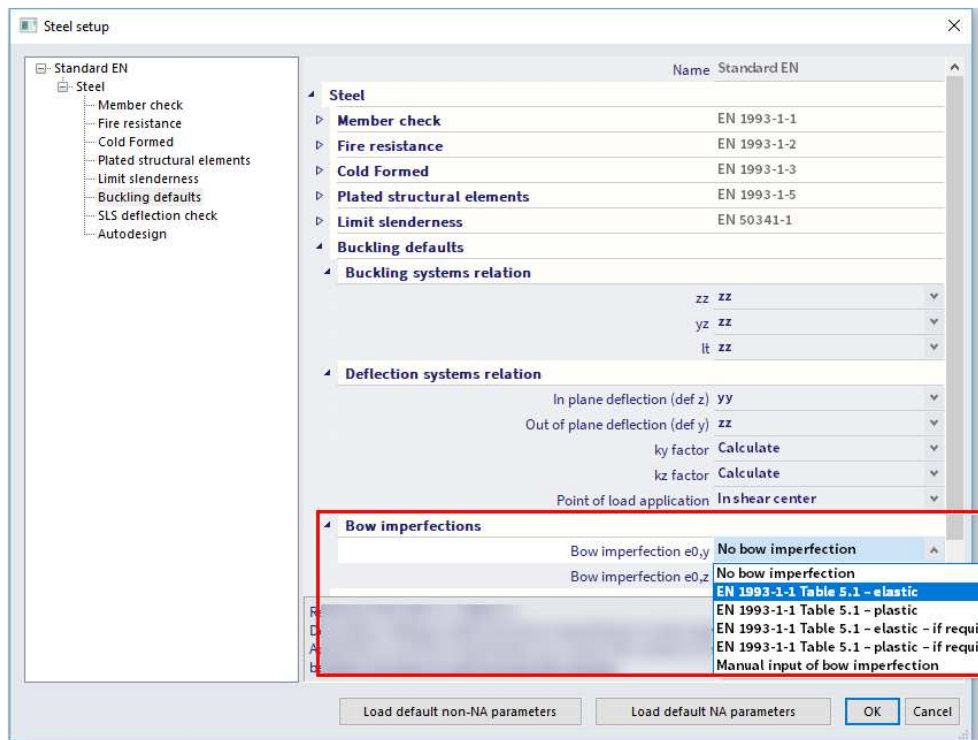 Steel setup
Standard EN
Steel
Member check
Fire resistance
Cold Formed
Plated structural elements
Limit slenderness
Buckling defaults
SLS deflection check
Autodesign
Name Standard EN
Steel
Member check EN 1993-1-1
Fire resistance EN 1993-1-2
Cold Formed EN 1993-1-3
Plated structural elements EN 1993-1-5
Limit slenderness EN 50341-1
Buckling defaults
Buckling systems relation
zz zz
yz zz
lt zz
Deflection systems relation
In plane deflection (def z) yy
Out of plane deflection (def y) zz
ky factor Calculate
kz factor Calculate
Point of load application In shear center
Bow imperfections
Bow imperfection e0,y No bow imperfection
Bow imperfection e0,z No bow imperfection
EN 1993-1-1 Table 5.1 – elastic
EN 1993-1-1 Table 5.1 – plastic
EN 1993-1-1 Table 5.1 – elastic – if requi
EN 1993-1-1 Table 5.1 – plastic – if requi
Manual input of bow imperfection
Load default non-NA parameters Load default NA parameters OK Cancel